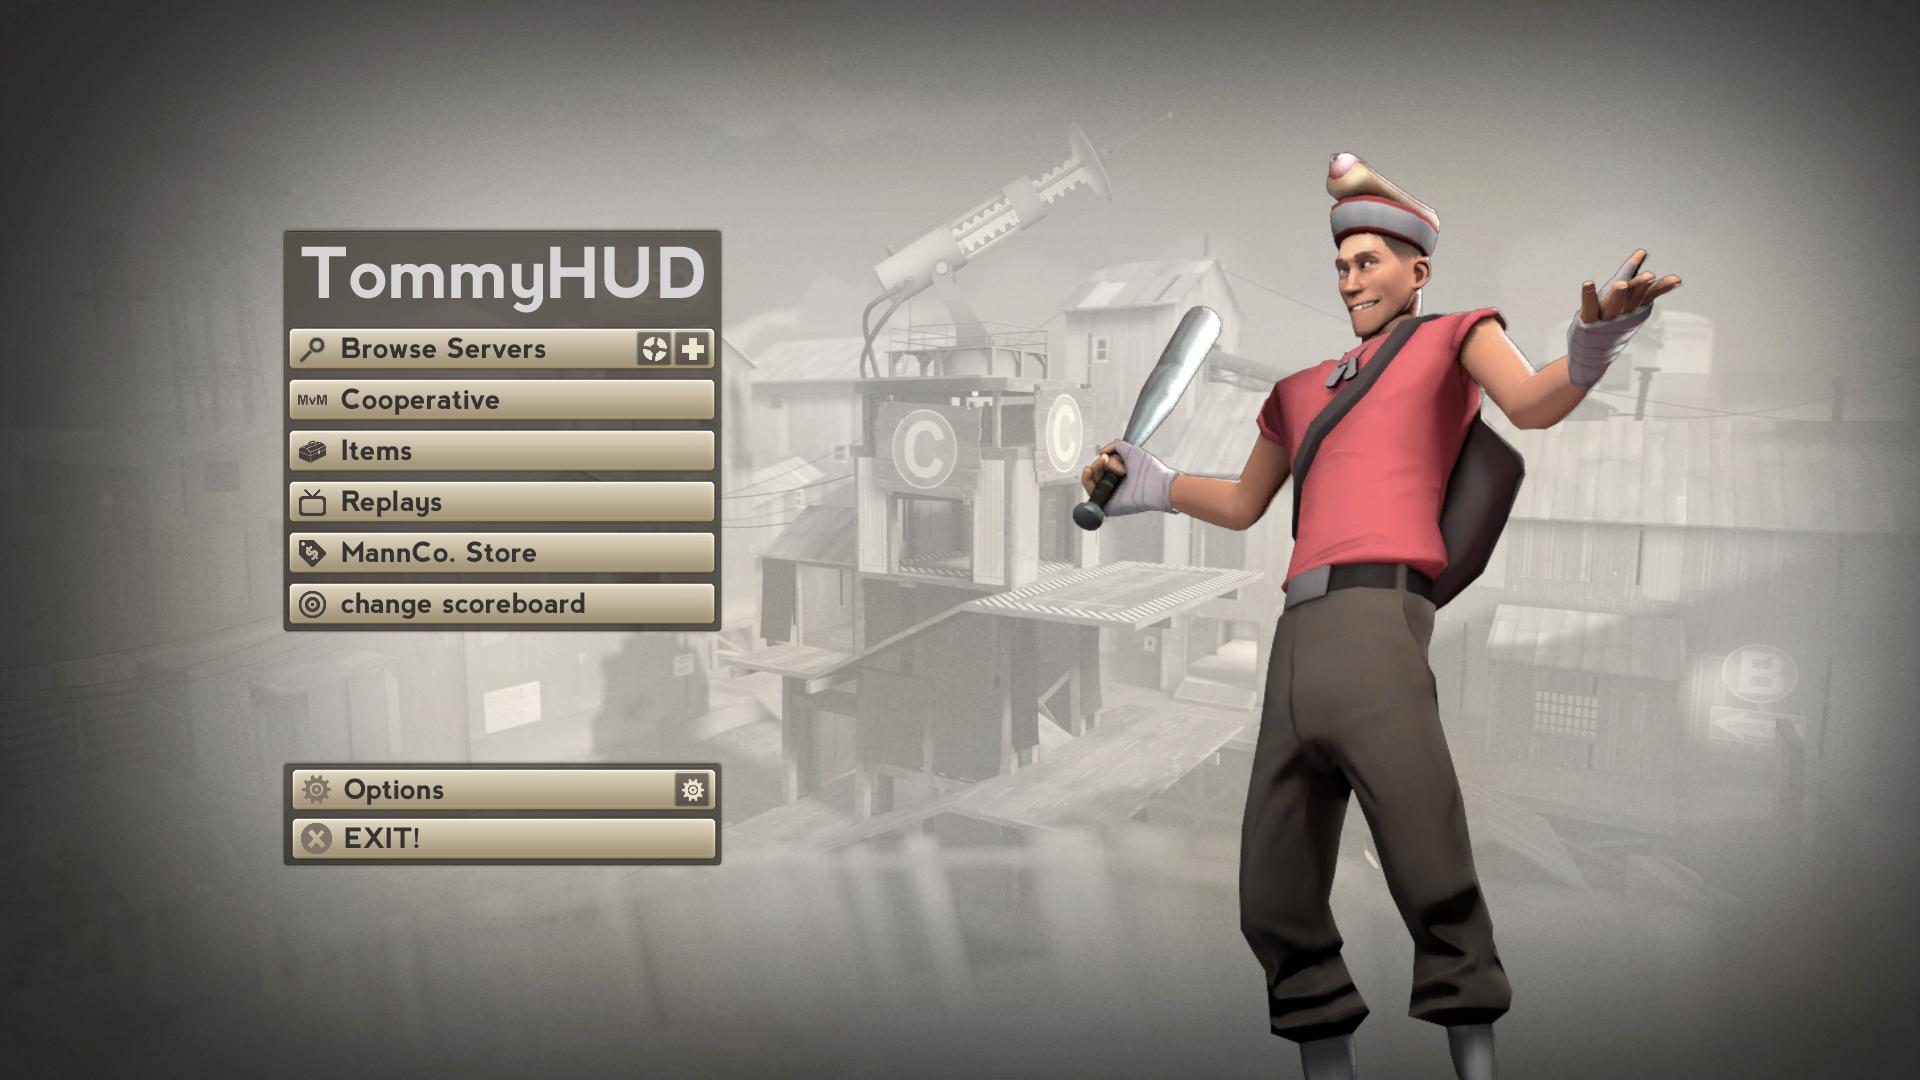 TommyHUD
Browse Servers
MvM Cooperative
Items
Replays
MannCo. Store
change scoreboard
Options
EXIT!
C
C
B